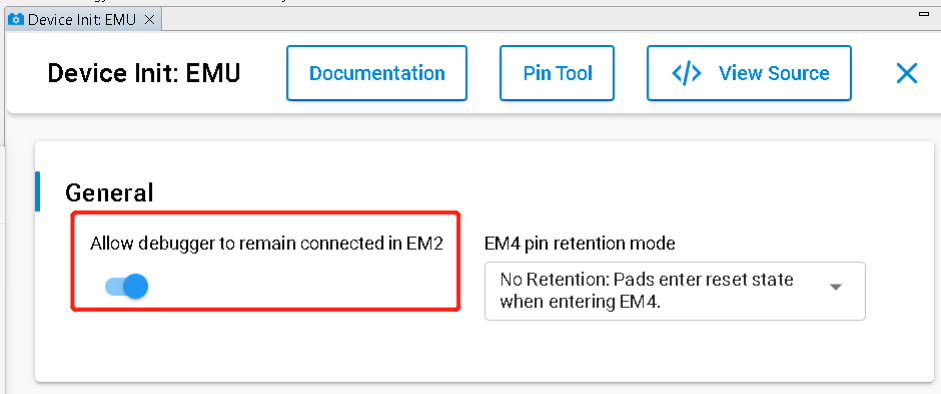 Device Init: EMU
Device Init: EMU
Documentation
Pin Tool
</> View Source
General
Allow debugger to remain connected in EM2
EM4 pin retention mode
No Retention: Pads enter reset state
when entering EM4.